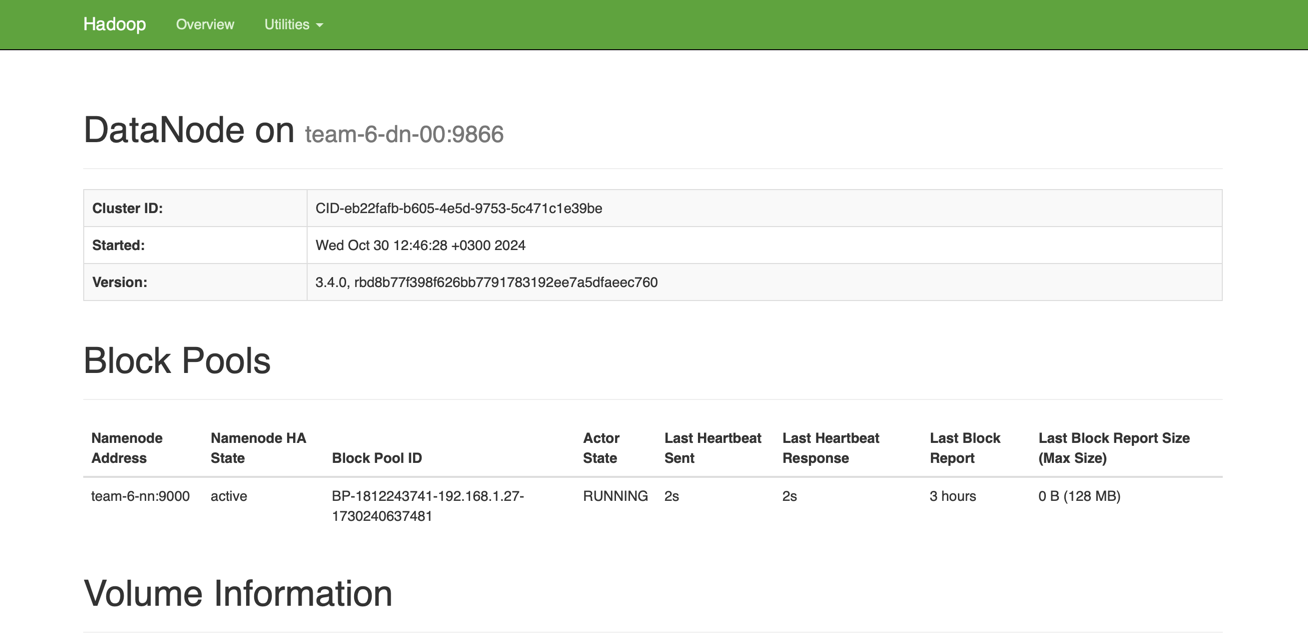 Hadoop Overview Utilities
DataNode on team-6-dn-00:9866
Cluster ID: CID-eb22fafb-b605-4e5d-9753-5c471c1e39be
Started: Wed Oct 30 12:46:28 +0300 2024
Version: 3.4.0, rbd8b77f398f626bb7791783192ee7a5dfaeec760
Block Pools
Namenode Address Namenode HA State Block Pool ID Actor State Last Heartbeat Sent Last Heartbeat Response Last Block Report Last Block Report Size (Max Size)
team-6-nn:9000 active BP-1812243741-192.168.1.27-1730240637481 RUNNING 2s 2s 3 hours 0 B (128 MB)
Volume Information